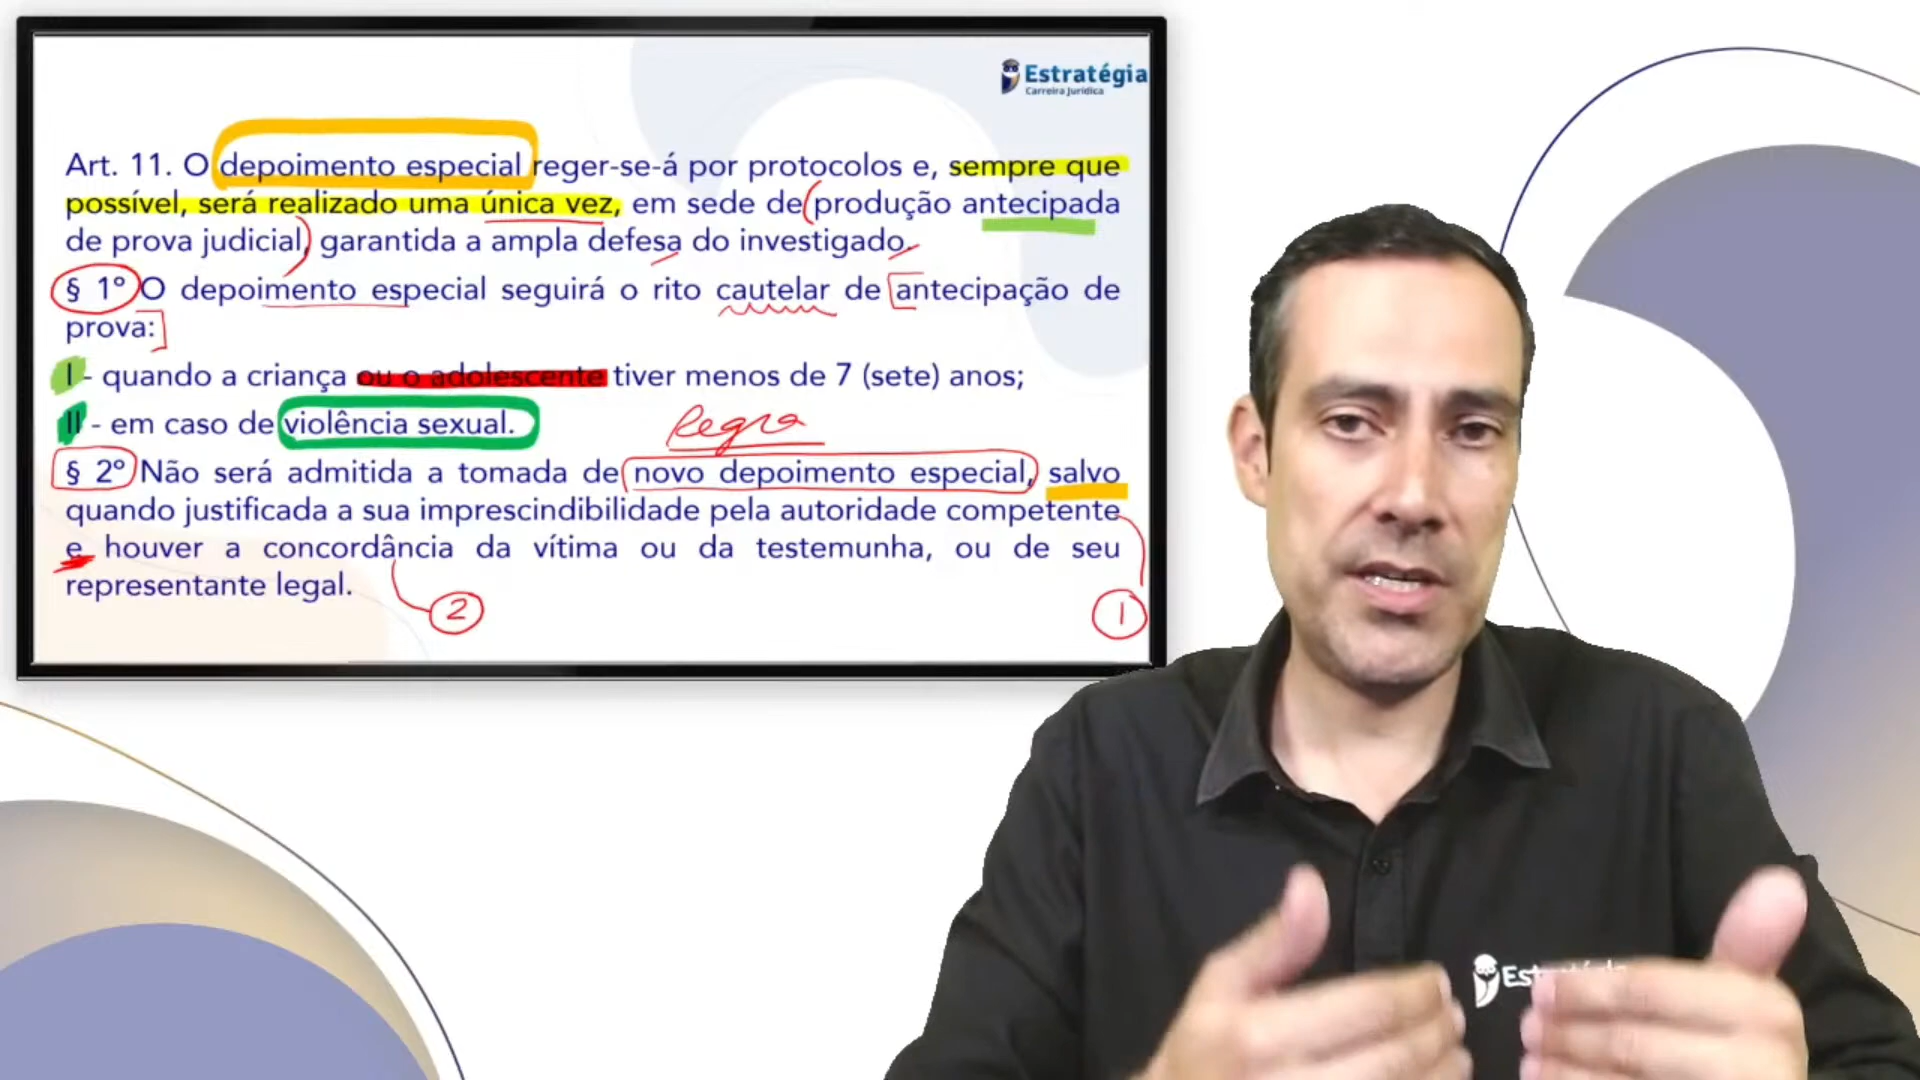 Estratégia
Carreira Jurídica
Art. 11. O depoimento especial reger-se-á por protocolos e, sempre que
possível, será realizado uma única vez, em sede de produção antecipada
de prova judicial, garantida a ampla defesa do investigado.
§ 1º O depoimento especial seguirá o rito cautelar de antecipação de
prova:
I - quando a criança ou o adolescente tiver menos de 7 (sete) anos;
II - em caso de violência sexual.
Regra
§ 2º Não será admitida a tomada de novo depoimento especial, salvo
quando justificada a sua imprescindibilidade pela autoridade competente
e houver a concordância da vítima ou da testemunha, ou de seu
representante legal.
2
1